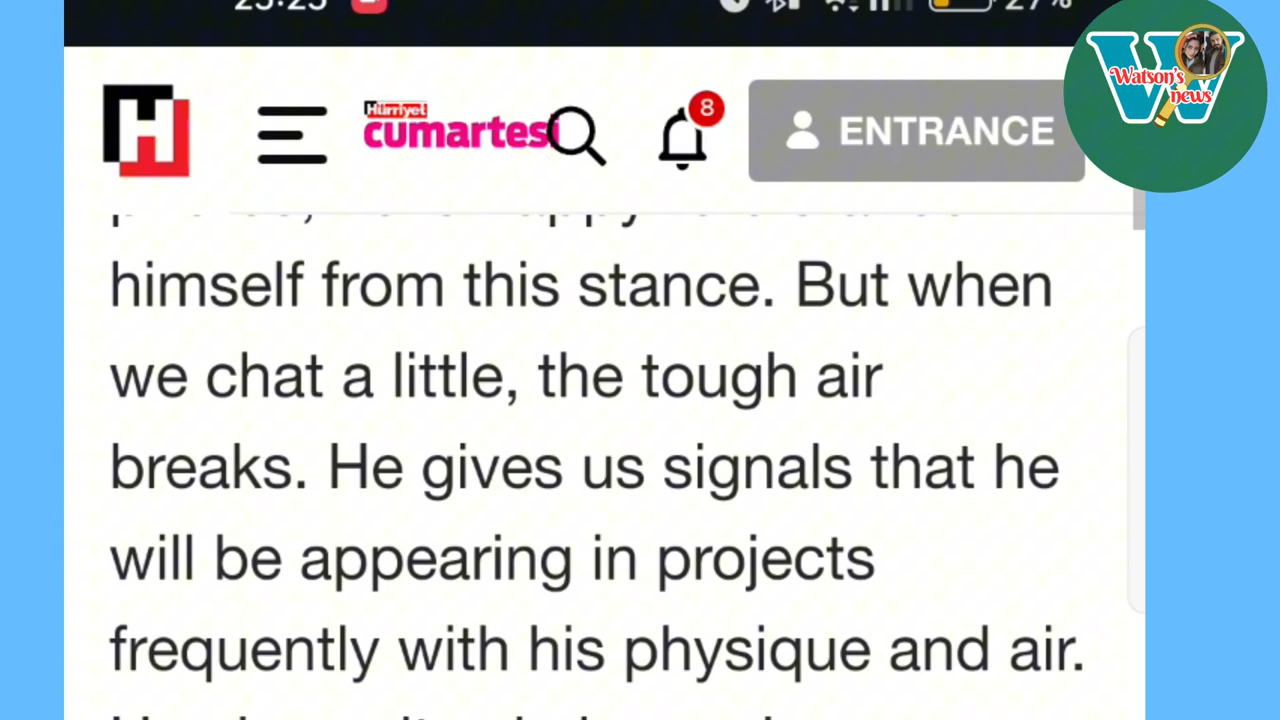 27%
H
Hürriyet
cumartesi
8
ENTRANCE
Watson's
news
himself from this stance. But when
we chat a little, the tough air
breaks. He gives us signals that he
will be appearing in projects
frequently with his physique and air.